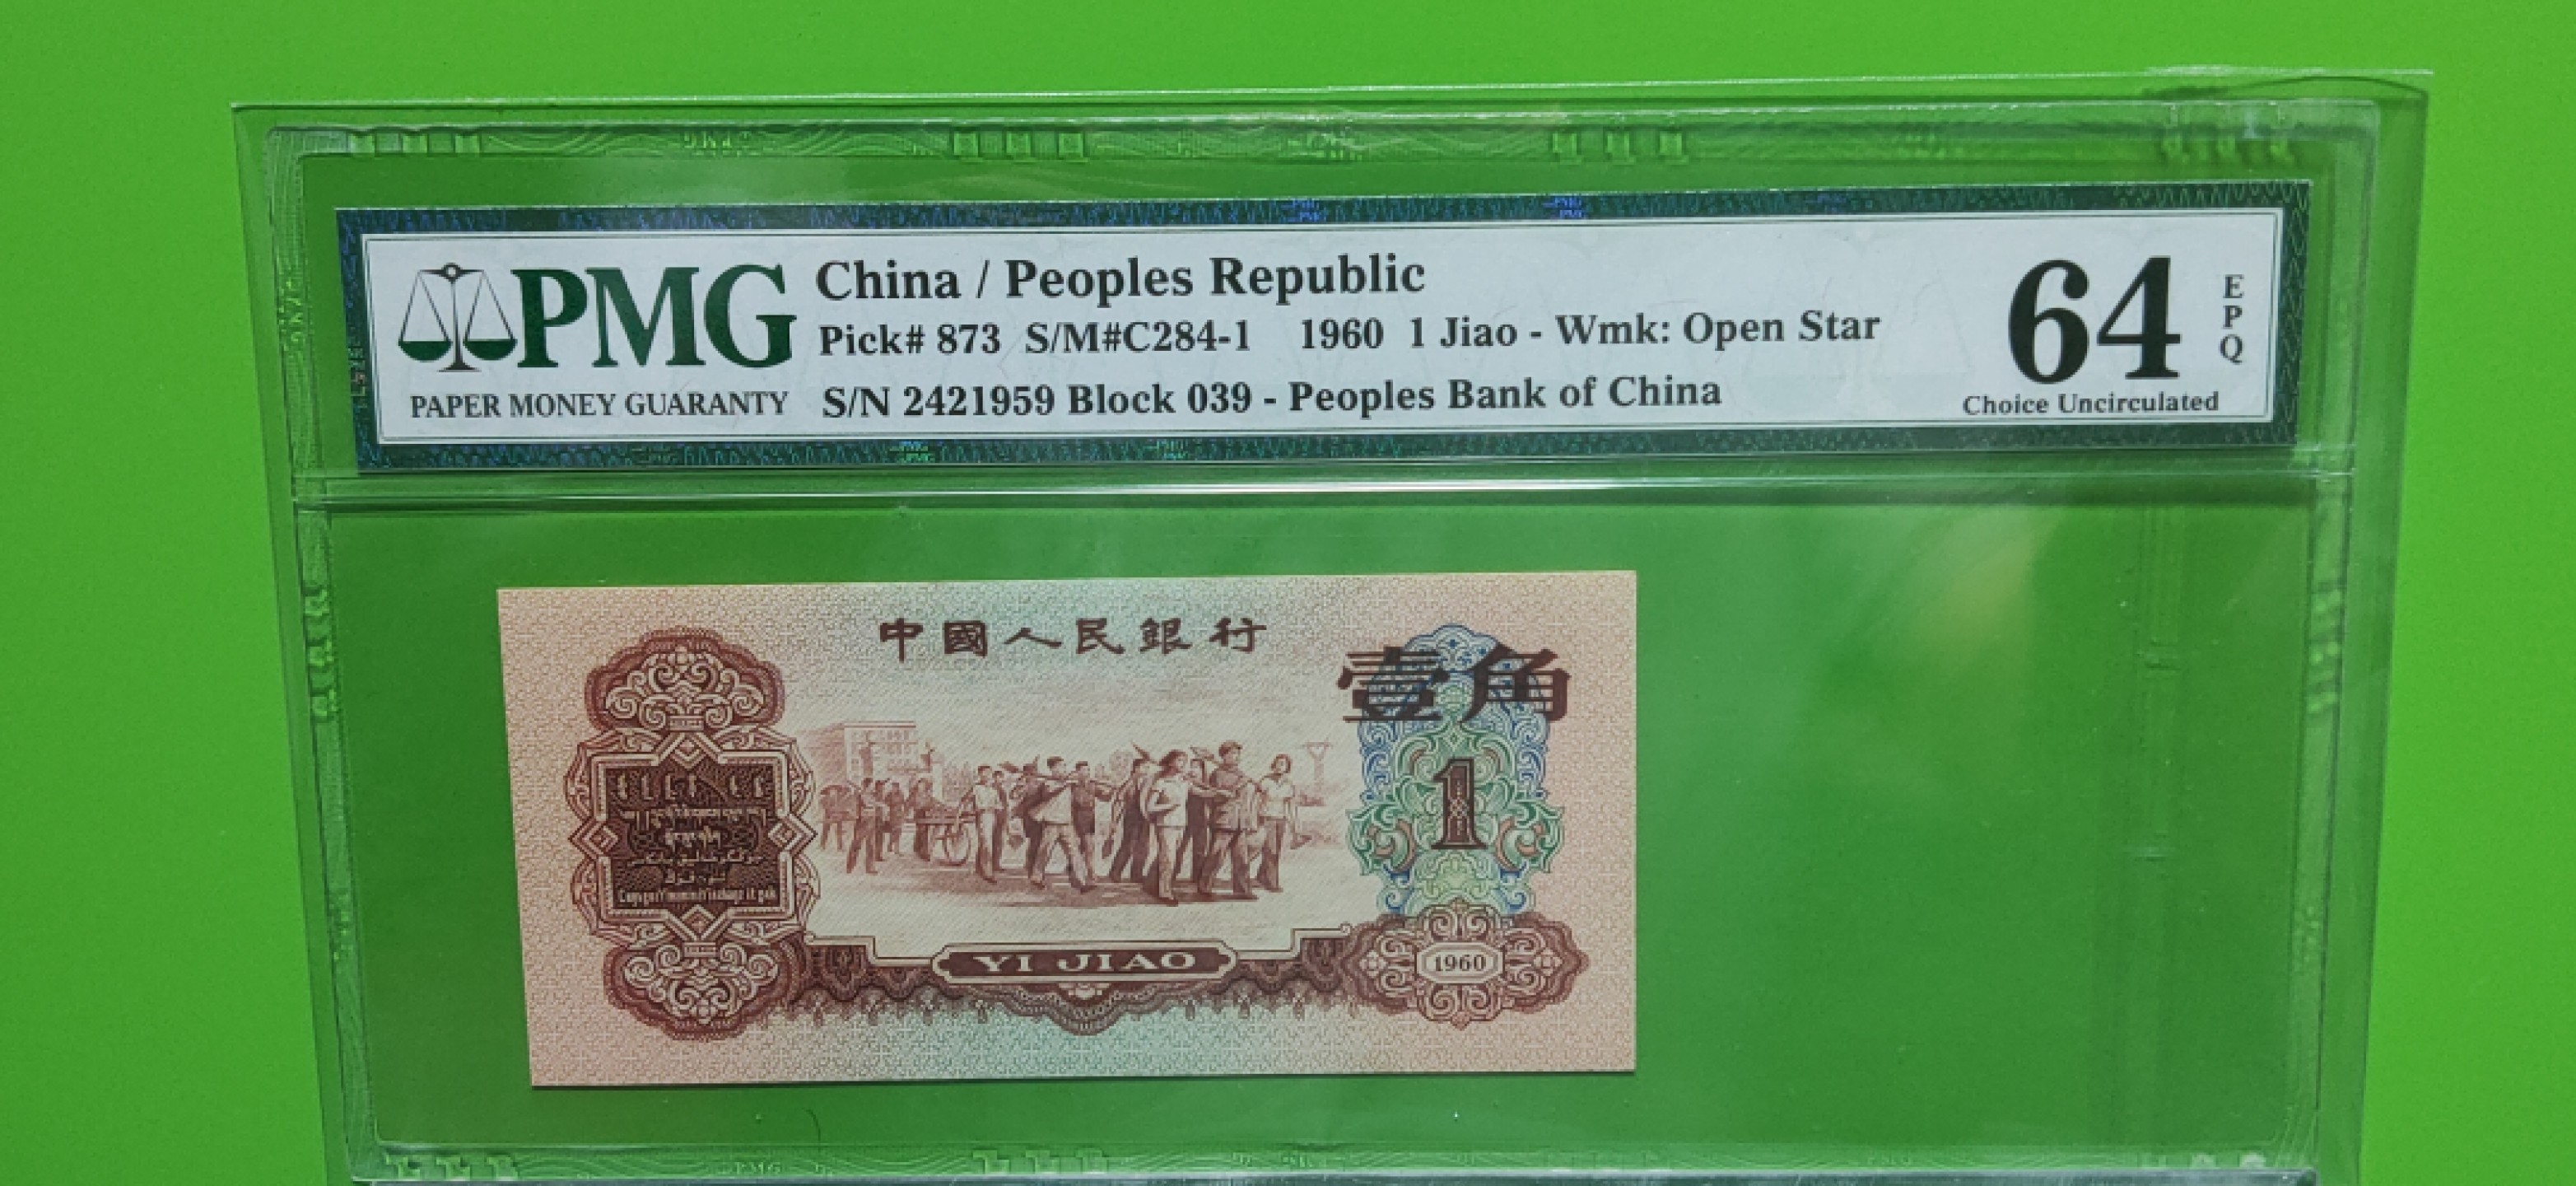 PMG
PAPER MONEY GUARANTY
China / Peoples Republic
Pick# 873 S/M#C284-1 1960 1 Jiao - Wmk: Open Star
S/N 2421959 Block 039 - Peoples Bank of China
64
EPQ
Choice Uncirculated
中國人民銀行
壹角
1
YI JIAO
1960